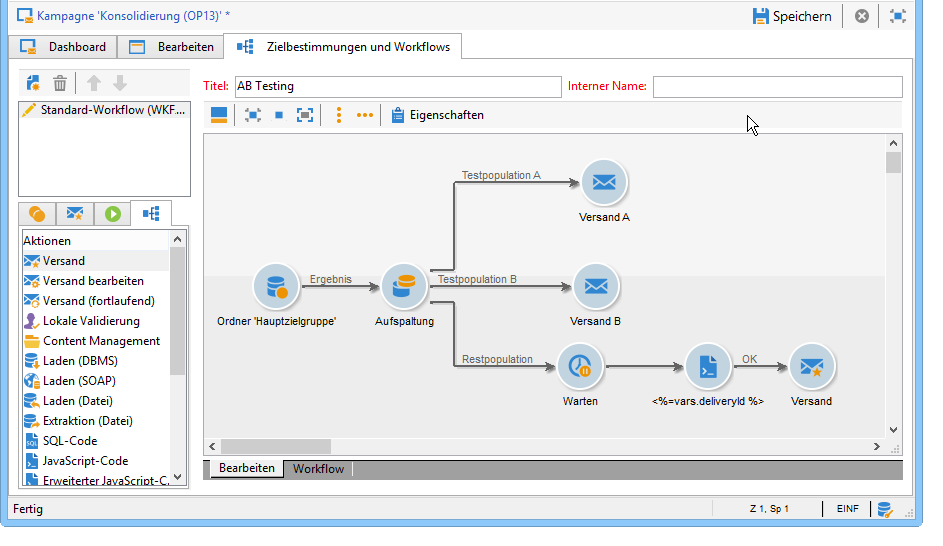 Kampagne 'Konsolidierung (OP13)' *
Speichern
Dashboard
Bearbeiten
Zielbestimmungen und Workflows
Titel:
AB Testing
Interner Name:
Standard-Workflow (WKF...
Eigenschaften
Aktionen
Versand
Versand bearbeiten
Versand (fortlaufend)
Lokale Validierung
Content Management
Laden (DBMS)
Laden (SOAP)
Laden (Datei)
Extraktion (Datei)
SQL-Code
JavaScript-Code
Erweiterter JavaScript-C...
Testpopulation A
Versand A
Ergebnis
Testpopulation B
Ordner 'Hauptzielgruppe'
Aufspaltung
Versand B
Restpopulation
OK
Warten
<%=vars.deliveryId %>
Versand
Bearbeiten
Workflow
Fertig
Z 1, Sp 1
EINF